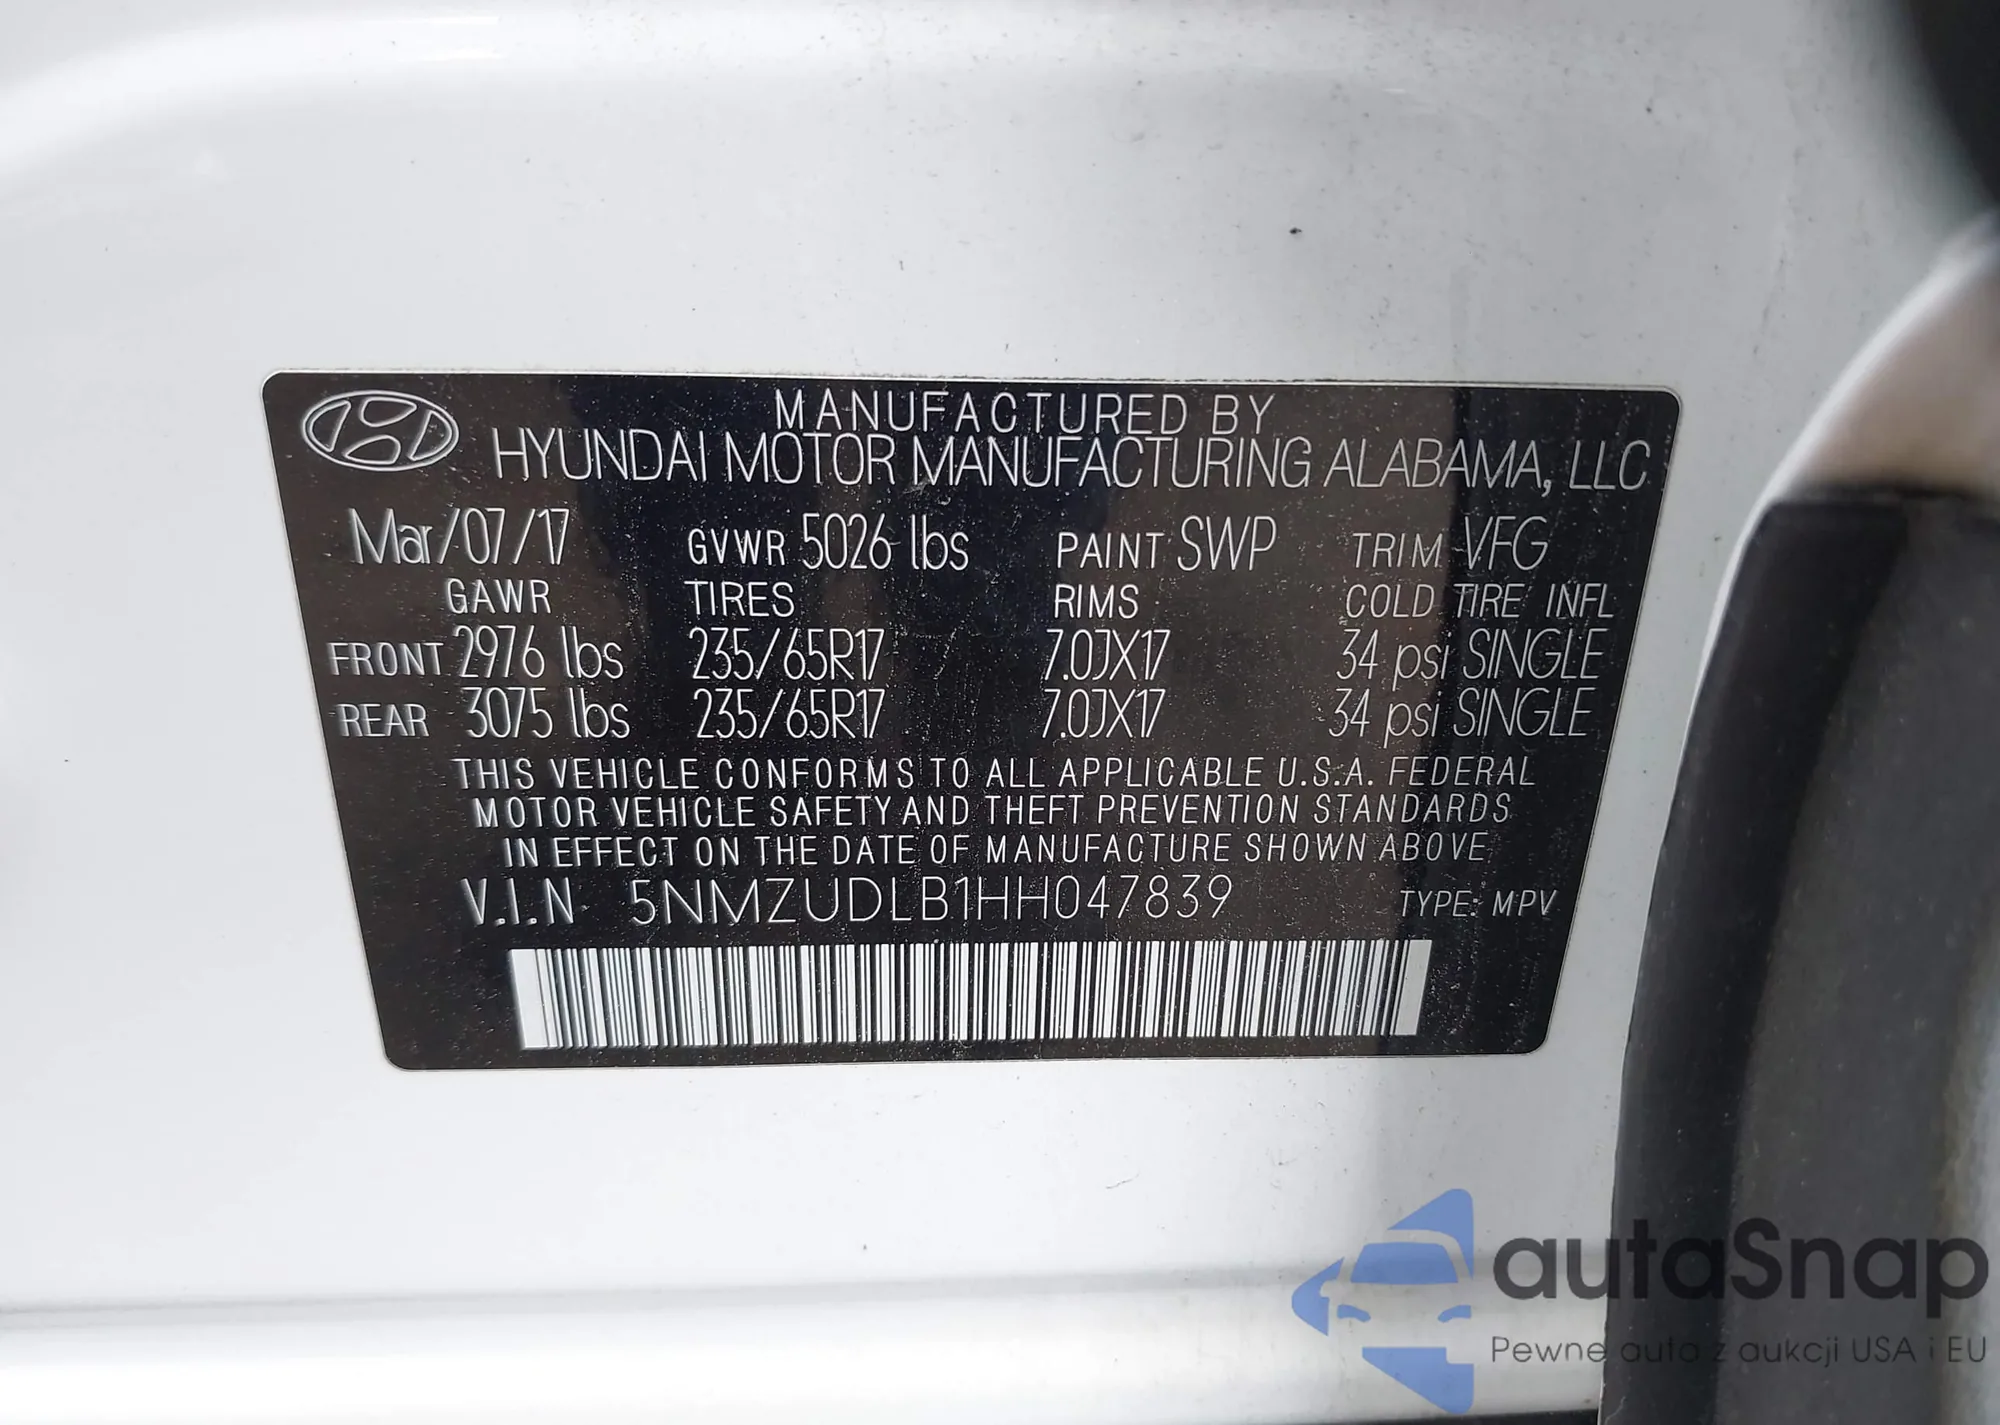 MANUFACTURED BY
HYUNDAI MOTOR MANUFACTURING ALABAMA, LLC
Mar/07/17 GVWR 5026 lbs PAINT SWP TRIM VFG
GAWR TIRES RIMS COLD TIRE INFL
FRONT 2976 lbs 235/65R17 7.0JX17 34 psi SINGLE
REAR 3075 lbs 235/65R17 7.0JX17 34 psi SINGLE
THIS VEHICLE CONFORMS TO ALL APPLICABLE U.S.A. FEDERAL
MOTOR VEHICLE SAFETY AND THEFT PREVENTION STANDARDS
IN EFFECT ON THE DATE OF MANUFACTURE SHOWN ABOVE
V.I.N 5NMZUDLB1HH047839 TYPE: MPV
autaSnap
Pewne auta z aukcji USA i EU